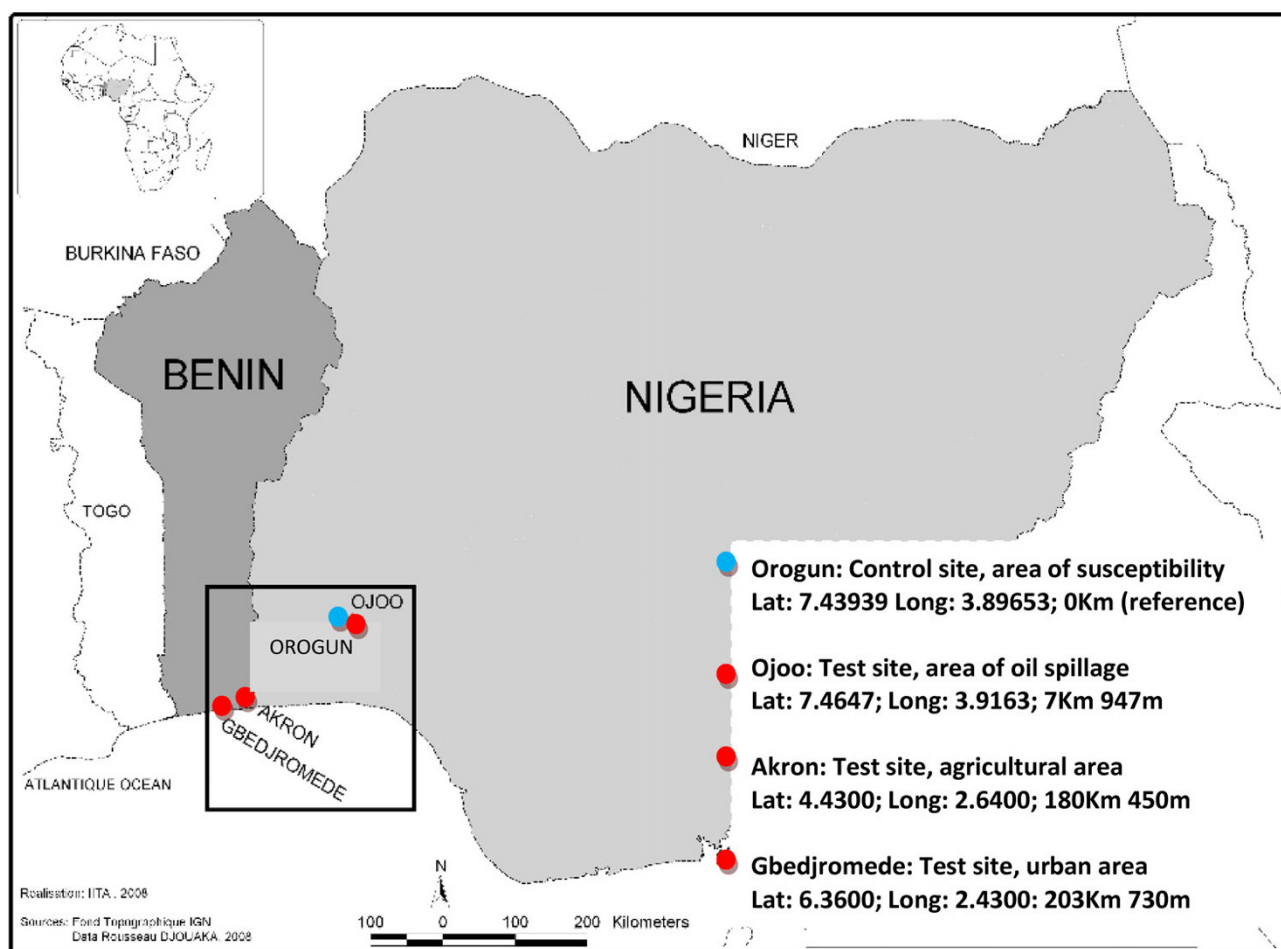 NIGER
BURKINA FASO
BENIN
NIGERIA
TOGO
OJOO
OROGUN
AKRON
GBEDJROMEDE
ATLANTIQUE OCEAN
Orogun: Control site, area of susceptibility
Lat: 7.43939 Long: 3.89653; 0Km (reference)
Ojoo: Test site, area of oil spillage
Lat: 7.4647; Long: 3.9163; 7Km 947m
Akron: Test site, agricultural area
Lat: 4.4300; Long: 2.6400; 180Km 450m
Gbedjromede: Test site, urban area
Lat: 6.3600; Long: 2.4300: 203Km 730m
Realisation: IITA , 2008
Sources: Fond Topographique IGN
Data Rousseau DJOUAKA, 2008
N
100 0 100 200 Kilometers